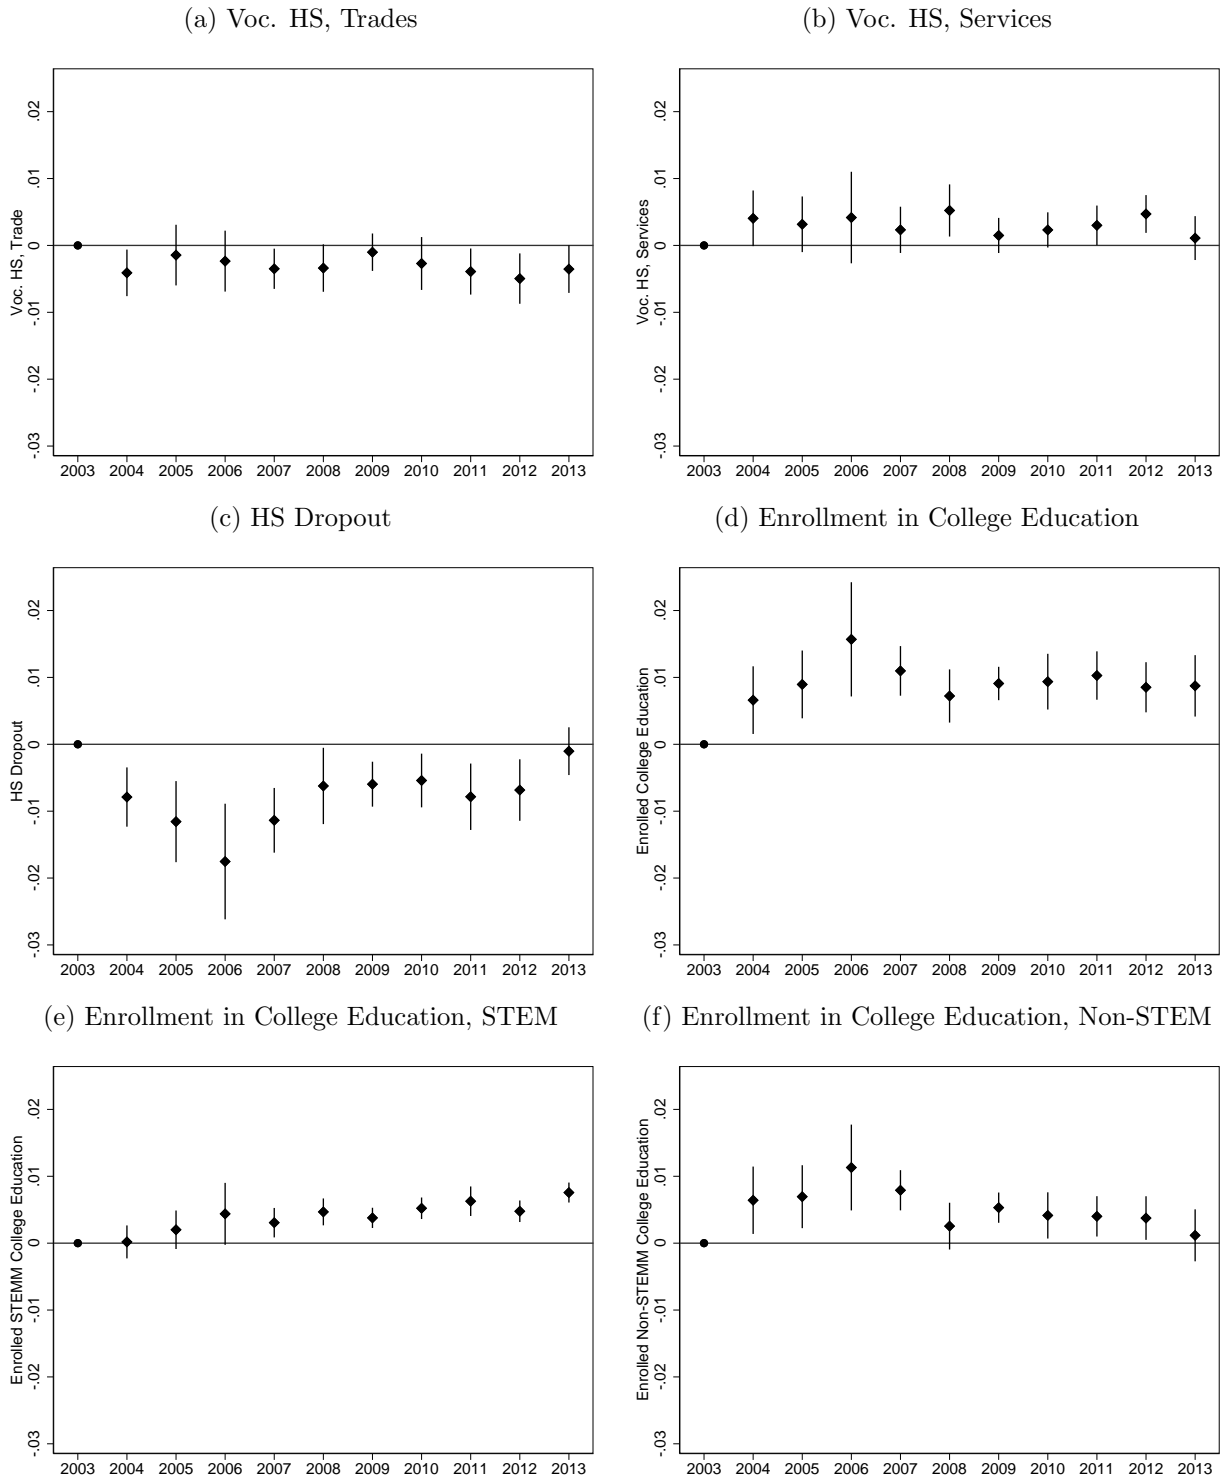 (a) Voc. HS, Trades
(b) Voc. HS, Services
Voc. HS, Trade
.02
.01
0
-.01
-.02
-.03
2003 2004 2005 2006 2007 2008 2009 2010 2011 2012 2013
Voc. HS, Services
.02
.01
0
-.01
-.02
-.03
2003 2004 2005 2006 2007 2008 2009 2010 2011 2012 2013
(c) HS Dropout
(d) Enrollment in College Education
HS Dropout
.02
.01
0
-.01
-.02
-.03
2003 2004 2005 2006 2007 2008 2009 2010 2011 2012 2013
Enrolled College Education
.02
.01
0
-.01
-.02
-.03
2003 2004 2005 2006 2007 2008 2009 2010 2011 2012 2013
(e) Enrollment in College Education, STEM
(f) Enrollment in College Education, Non-STEM
Enrolled STEMM College Education
.02
.01
0
-.01
-.02
-.03
2003 2004 2005 2006 2007 2008 2009 2010 2011 2012 2013
Enrolled Non-STEMM College Education
.02
.01
0
-.01
-.02
-.03
2003 2004 2005 2006 2007 2008 2009 2010 2011 2012 2013